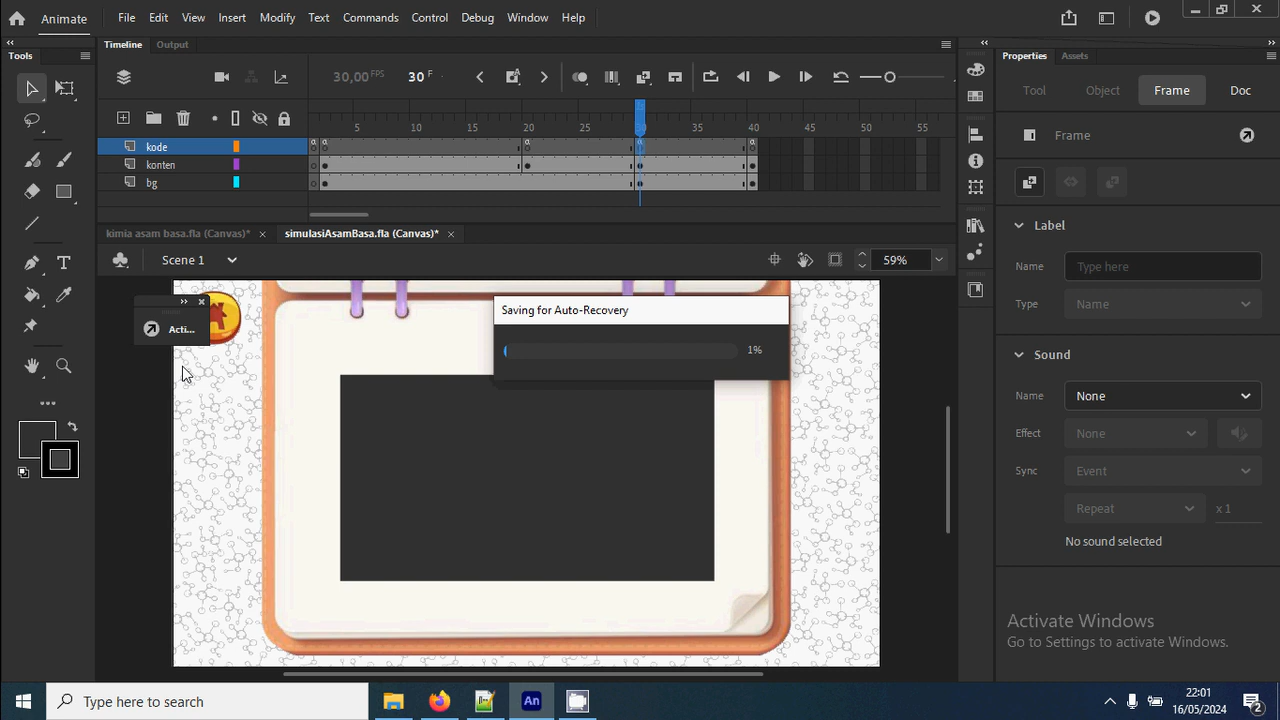 Animate
File
Edit
View
Insert
Modify
Text
Commands
Control
Debug
Window
Help
Tools
Timeline
Output
30,00 FPS
30 F
5
10
15
20
25
30
35
40
45
50
55
kode
konten
bg
kimia asam basa.fla (Canvas)*
simulasiAsamBasa.fla (Canvas)*
Scene 1
59%
Acti...
Saving for Auto-Recovery
1%
Properties
Assets
Tool
Object
Frame
Doc
Frame
Label
Name
Type here
Type
Name
Sound
Name
None
Effect
None
Sync
Event
Repeat
x 1
No sound selected
Activate Windows
Go to Settings to activate Windows.
Type here to search
An
22:01
16/05/2024
2